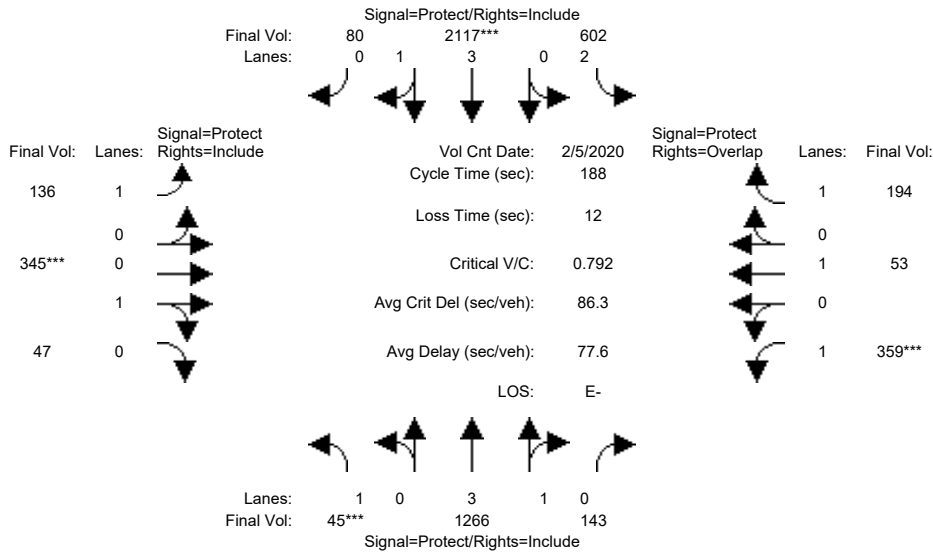 Signal=Protect/Rights=Include
Final Vol: 80 2117*** 602
Lanes: 0 1 3 0 2
Signal=Protect
Final Vol: Lanes: Rights=Include
Vol Cnt Date: 2/5/2020
Signal=Protect
Rights=Overlap Lanes: Final Vol:
Cycle Time (sec): 188
136 1
1 194
Loss Time (sec): 12
0
0
345*** 0
Critical V/C: 0.792
1 53
1
Avg Crit Del (sec/veh): 86.3
0
47 0
Avg Delay (sec/veh): 77.6
1 359***
LOS: E-
Lanes: 1 0 3 1 0
Final Vol: 45*** 1266 143
Signal=Protect/Rights=Include